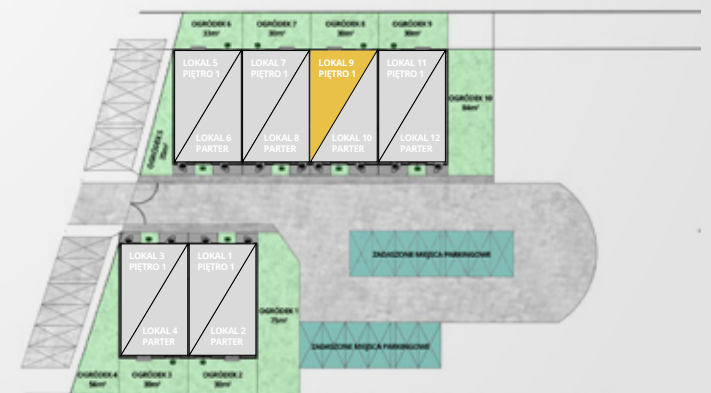 OGRÓDEK 6
33m²
OGRÓDEK 7
30m²
OGRÓDEK 8
30m²
OGRÓDEK 9
30m²
LOKAL 5
PIĘTRO 1
LOKAL 7
PIĘTRO 1
LOKAL 9
PIĘTRO 1
LOKAL 11
PIĘTRO 1
OGRÓDEK 10
LOKAL 6
PARTER
LOKAL 8
PARTER
LOKAL 10
PARTER
LOKAL 12
PARTER
OGRÓDEK 5
LOKAL 3
PIĘTRO 1
LOKAL 1
PIĘTRO 1
ZADASZONE MIEJSCA PARKINGOWE
OGRÓDEK 1
75m²
LOKAL 4
PARTER
LOKAL 2
PARTER
ZADASZONE MIEJSCA PARKINGOWE
OGRÓDEK 4
56m²
OGRÓDEK 3
30m²
OGRÓDEK 2
30m²